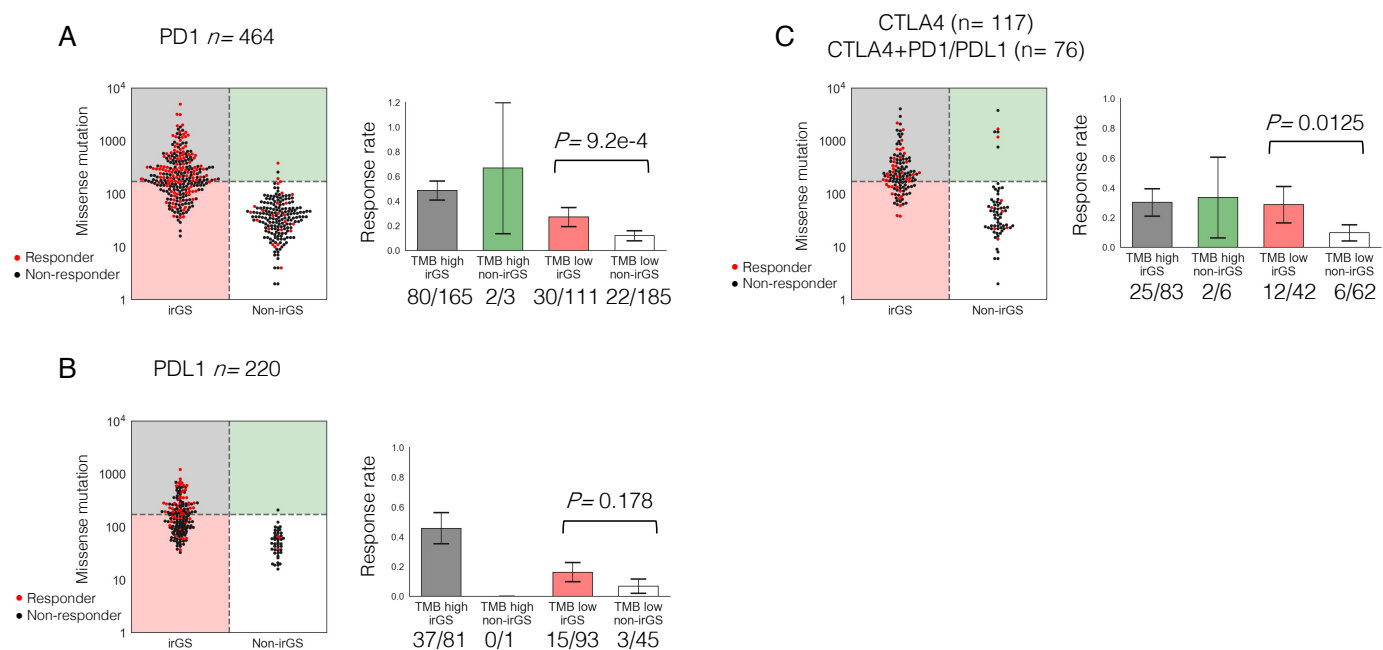 A
PD1 n= 464
Missense mutation
10⁴
1000
100
10
1
irGS
Non-irGS
Responder
Non-responder
Response rate
1.2
1.0
0.8
0.6
0.4
0.2
0.0
P= 9.2e-4
TMB high irGS
TMB high non-irGS
TMB low irGS
TMB low non-irGS
80/165
2/3
30/111
22/185
C
CTLA4 (n= 117)
CTLA4+PD1/PDL1 (n= 76)
Missense mutation
10⁴
1000
100
10
1
irGS
Non-irGS
Responder
Non-responder
Response rate
1.0
0.8
0.6
0.4
0.2
0.0
P= 0.0125
TMB high irGS
TMB high non-irGS
TMB low irGS
TMB low non-irGS
25/83
2/6
12/42
6/62
B
PDL1 n= 220
Missense mutation
10⁴
1000
100
10
1
irGS
Non-irGS
Responder
Non-responder
Response rate
1.0
0.8
0.6
0.4
0.2
0.0
P= 0.178
TMB high irGS
TMB high non-irGS
TMB low irGS
TMB low non-irGS
37/81
0/1
15/93
3/45